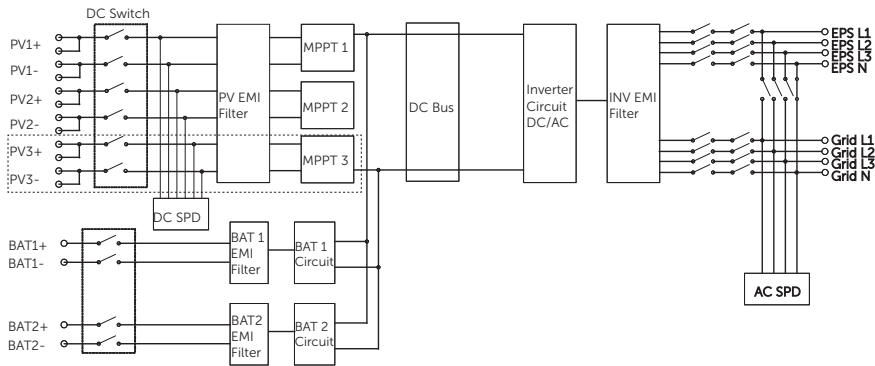 DC Switch
PV1+
PV1-
PV2+
PV2-
PV3+
PV3-
DC SPD
PV EMI
Filter
MPPT 1
MPPT 2
MPPT 3
DC Bus
Inverter
Circuit
DC/AC
INV EMI
Filter
EPS L1
EPS L2
EPS L3
EPS N
Grid L1
Grid L2
Grid L3
Grid N
AC SPD
BAT1+
BAT1-
BAT 1
EMI
Filter
BAT 1
Circuit
BAT2+
BAT2-
BAT2
EMI
Filter
BAT 2
Circuit